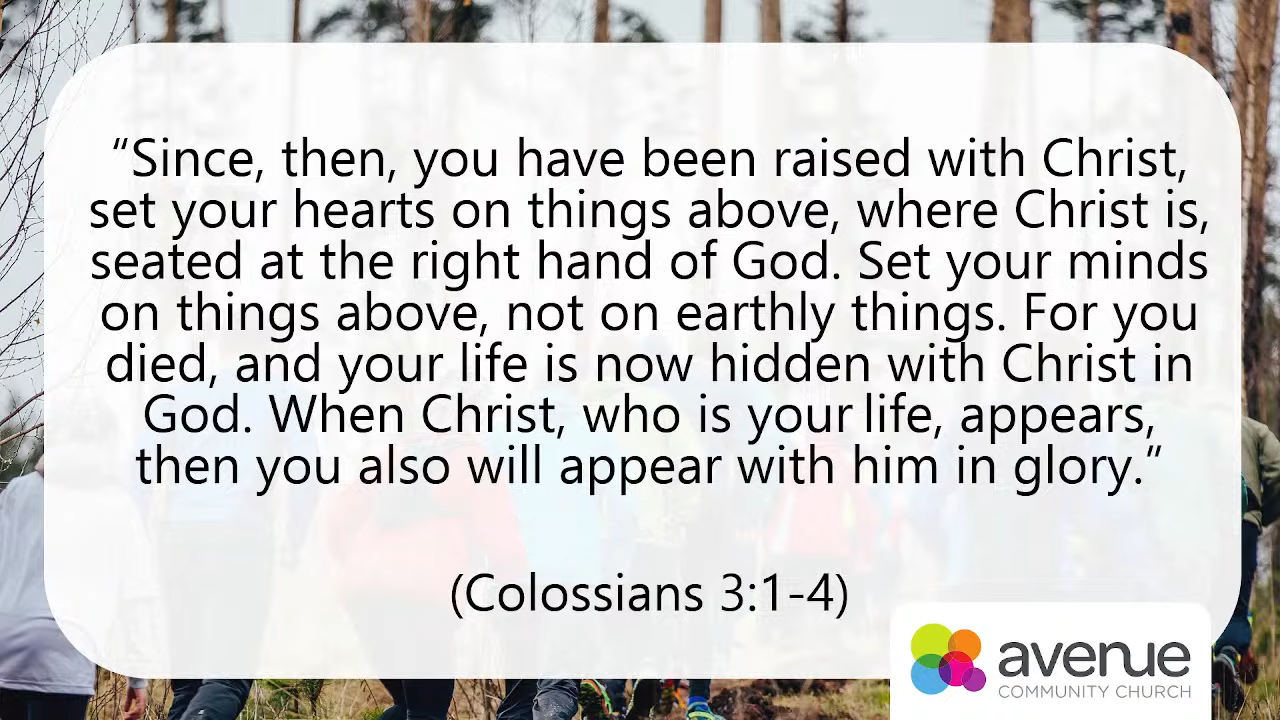 “Since, then, you have been raised with Christ,
set your hearts on things above, where Christ is,
seated at the right hand of God. Set your minds
on things above, not on earthly things. For you
died, and your life is now hidden with Christ in
God. When Christ, who is your life, appears,
then you also will appear with him in glory.”
(Colossians 3:1-4)
avenue
COMMUNITY CHURCH